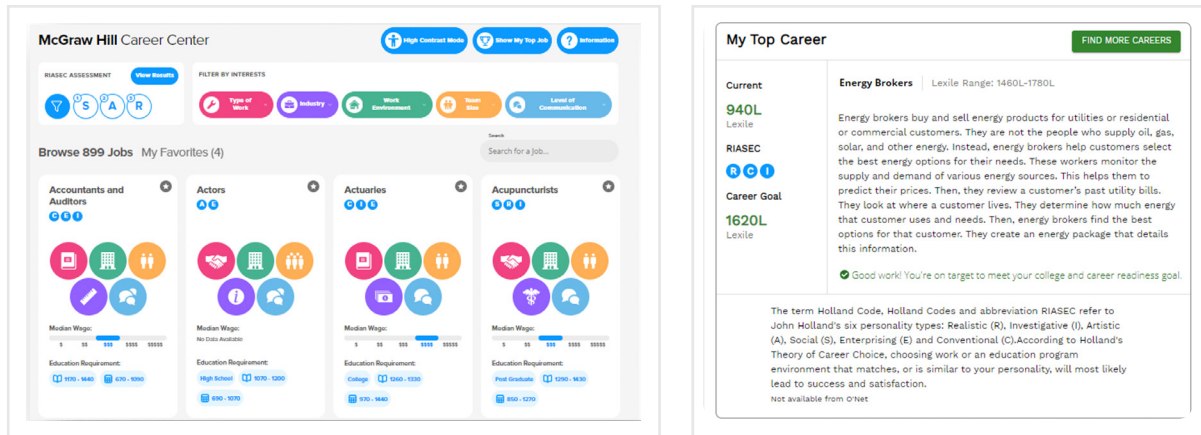 McGraw Hill Career Center
High Contract Mode
Show My Top Job
Information
RIASEC ASSESSMENT
View Results
1 S 2 A 3 R
FILTER BY INTERESTS
Type of Work
Industry
Work Environment
Team Size
Level of Communication
Browse 899 Jobs My Favorites (4)
Search
Search for a Job...
Accountants and Auditors
C E I
Median Wage:
$ $$ $$$ $$$$ $$$$$
Education Requirement:
1170 - 1440 670 - 1090
Actors
A E
Median Wage:
No Data Available
Education Requirement:
High School 1070 - 1200
690 - 1070
Actuaries
C I E
Median Wage:
$ $$ $$$ $$$$ $$$$$
Education Requirement:
College 1260 - 1330
970 - 1440
Acupuncturists
S R I
Median Wage:
$ $$ $$$ $$$$ $$$$$
Education Requirement:
Post Graduate 1290 - 1430
850 - 1270
My Top Career
FIND MORE CAREERS
Current
940L
Lexile
RIASEC
R C I
Career Goal
1620L
Lexile
Energy Brokers Lexile Range: 1460L-1780L
Energy brokers buy and sell energy products for utilities or residential
or commercial customers. They are not the people who supply oil, gas,
solar, and other energy. Instead, energy brokers help customers select
the best energy options for their needs. These workers monitor the
supply and demand of various energy sources. This helps them to
predict their prices. Then, they review a customer's past utility bills.
They look at where a customer lives. They determine how much energy
that customer uses and needs. Then, energy brokers find the best
options for that customer. They create an energy package that details
this information.
Good work! You're on target to meet your college and career readiness goal.
The term Holland Code, Holland Codes and abbreviation RIASEC refer to
John Holland's six personality types: Realistic (R), Investigative (I), Artistic
(A), Social (S), Enterprising (E) and Conventional (C).According to Holland's
Theory of Career Choice, choosing work or an education program
environment that matches, or is similar to your personality, will most likely
lead to success and satisfaction.
Not available from O'Net